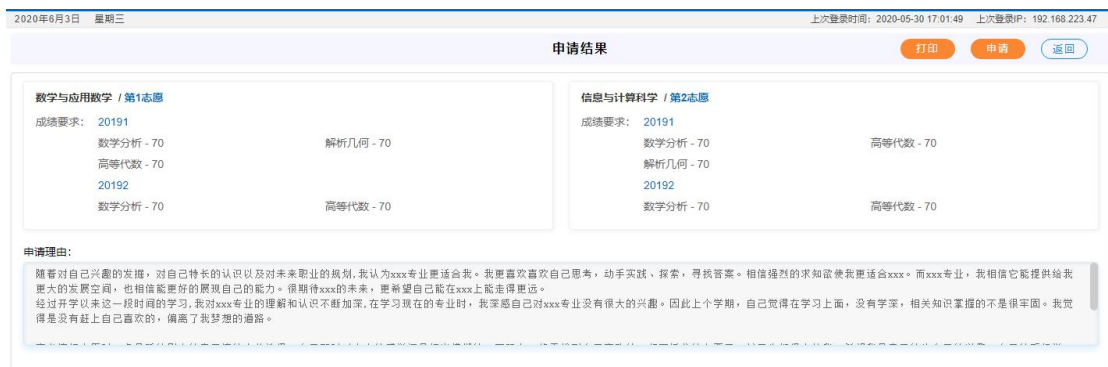 2020年6月3日 星期三 上次登录时间：2020-05-30 17:01:49 上次登录IP：192.168.223.47
申请结果 打印 申请 返回
数学与应用数学 / 第1志愿
成绩要求： 20191
数学分析 - 70 解析几何 - 70
高等代数 - 70
20192
数学分析 - 70 高等代数 - 70
信息与计算科学 / 第2志愿
成绩要求： 20191
数学分析 - 70 高等代数 - 70
解析几何 - 70
20192
数学分析 - 70 高等代数 - 70
申请理由：
随着对自己兴趣的发掘，对自己特长的认识以及对未来职业的规划，我认为xxx专业更适合我。我更喜欢喜欢自己思考，动手实践、探索，寻找答案。相信强烈的求知欲使我更适合xxx。而xxx专业，我相信它能提供给我
更大的发展空间，也相信能更好的展现自己的能力。很期待xxx的未来，更希望自己能在xxx上能走得更远。
经过开学以来这一段时间的学习,我对xxx专业的理解和认识不断加深,在学习现在的专业时，我深感自己对xxx专业没有很大的兴趣。因此上个学期，自己觉得在学习上面，没有学深，相关知识掌握的不是很牢固。我觉
得是没有赶上自己喜欢的，偏离了我梦想的道路。